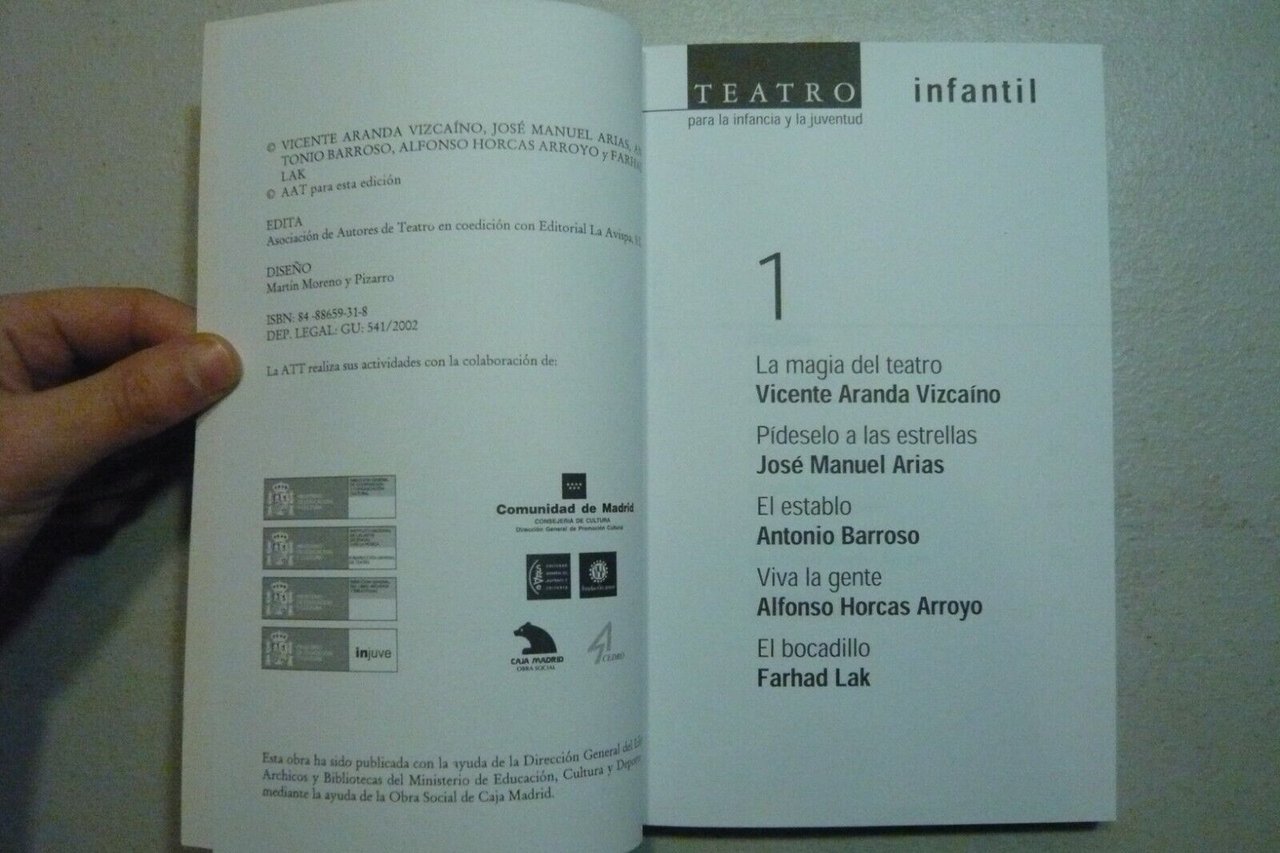 © VICENTE ARANDA VIZCAÍNO, JOSÉ MANUEL ARIAS, AN
TONIO BARROSO, ALFONSO HORCAS ARROYO y FARHA
LAK
© AAT para esta edición
EDITA
Asociación de Autores de Teatro en coedición con Editorial La Avispa,
DISEÑO
Martín Moreno y Pizarro
ISBN: 84 -88659-31-8
DEP. LEGAL: GU: 541/2002
La ATT realiza sus actividades con la colaboración de:
injuve
Comunidad de Madrid
CONSEJERIA DE CULTURA
Dirección General de Promoción Cultural
CAJA MADRID
OBRA SOCIAL
CEDRO
Esta obra ha sido publicada con la ayuda de la Dirección General del
Archicos y Bibliotecas del Ministerio de Educación, Cultura y Deporte
mediante la ayuda de la Obra Social de Caja Madrid.
TEATRO infantil
para la infancia y la juventud
1
La magia del teatro
Vicente Aranda Vizcaíno
Pídeselo a las estrellas
José Manuel Arias
El establo
Antonio Barroso
Viva la gente
Alfonso Horcas Arroyo
El bocadillo
Farhad Lak